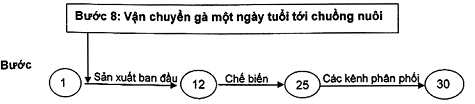 Bước 8: Vận chuyển gà một ngày tuổi tới chuồng nuôi
Bước
1 Sản xuất ban đầu 12 Chế biến 25 Các kênh phân phối 30